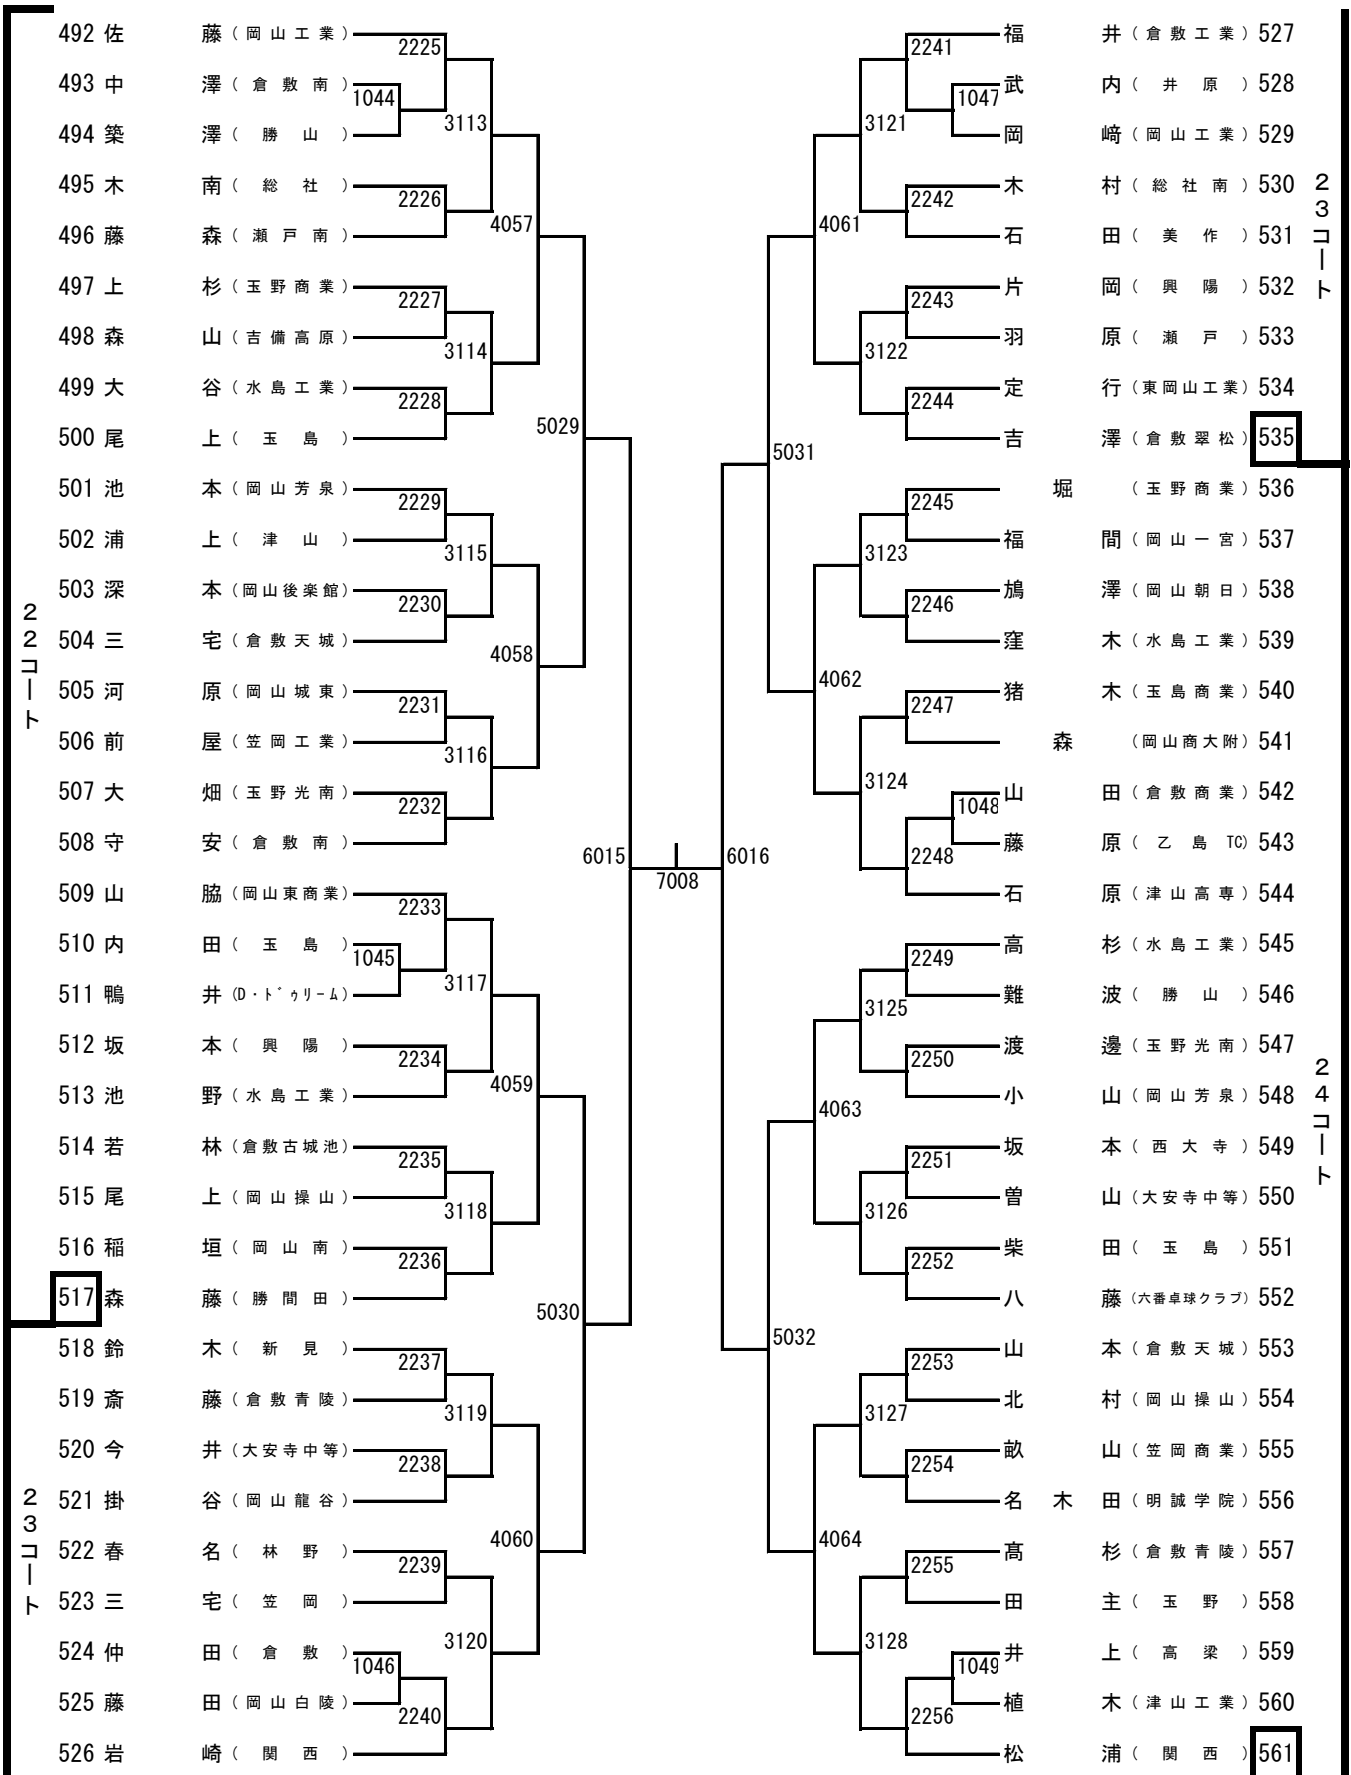 492 佐藤（岡山工業）
493 中澤（倉敷南）
494 築澤（勝山）
495 木南（総社）
496 藤森（瀬戸南）
497 上杉（玉野商業）
498 森山（吉備高原）
499 大谷（水島工業）
500 尾上（玉島）
501 池本（岡山芳泉）
502 浦上（津山）
503 深本（岡山後楽館）
504 三宅（倉敷天城）
505 河原（岡山城東）
506 前屋（笠岡工業）
507 大畑（玉野光南）
508 守安（倉敷南）
509 山脇（岡山東商業）
510 内田（玉島）
511 鴨井（D・ドゥリーム）
512 坂本（興陽）
513 池野（水島工業）
514 若林（倉敷古城池）
515 尾上（岡山操山）
516 稲垣（岡山南）
517 森藤（勝間田）
518 鈴木（新見）
519 斎藤（倉敷青陵）
520 今井（大安寺中等）
521 掛谷（岡山龍谷）
522 春名（林野）
523 三宅（笠岡）
524 仲田（倉敷）
525 藤田（岡山白陵）
526 岩崎（関西）
22コート
23コート
1044
1045
1046
2225
2226
2227
2228
2229
2230
2231
2232
2233
2234
2235
2236
2237
2238
2239
2240
3113
3114
3115
3116
3117
3118
3119
3120
4057
4058
4059
4060
5029
5030
6015
7008
6016
5031
5032
4061
4062
4063
4064
3121
3122
3123
3124
3125
3126
3127
3128
2241
2242
2243
2244
2245
2246
2247
2248
2249
2250
2251
2252
2253
2254
2255
2256
1047
1048
1049
福井（倉敷工業）527
武内（井原）528
岡﨑（岡山工業）529
木村（総社南）530
石田（美作）531
片岡（興陽）532
羽原（瀬戸）533
定行（東岡山工業）534
吉澤（倉敷翠松）535
堀（玉野商業）536
福間（岡山一宮）537
鳩澤（岡山朝日）538
窪木（水島工業）539
猪木（玉島商業）540
森（岡山商大附）541
山田（倉敷商業）542
藤原（乙島TC）543
石原（津山高専）544
高杉（水島工業）545
難波（勝山）546
渡邊（玉野光南）547
小山（岡山芳泉）548
坂本（西大寺）549
曽山（大安寺中等）550
柴田（玉島）551
八藤（六番卓球クラブ）552
山本（倉敷天城）553
北村（岡山操山）554
畝山（笠岡商業）555
名木田（明誠学院）556
髙杉（倉敷青陵）557
田主（玉野）558
井上（高梁）559
植木（津山工業）560
松浦（関西）561
23コート
24コート